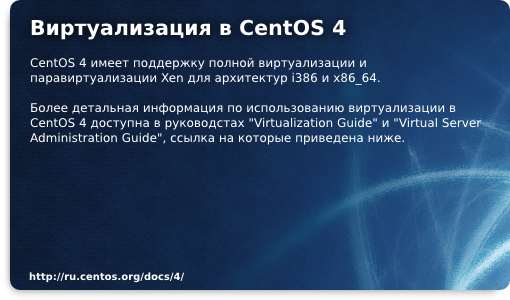 Виртуализация в CentOS 4
CentOS 4 имеет поддержку полной виртуализации и
паравиртуализации Xen для архитектур i386 и x86_64.
Более детальная информация по использованию виртуализации в
CentOS 4 доступна в руководстах "Virtualization Guide" и "Virtual Server
Administration Guide", ссылка на которые приведена ниже.
http://ru.centos.org/docs/4/